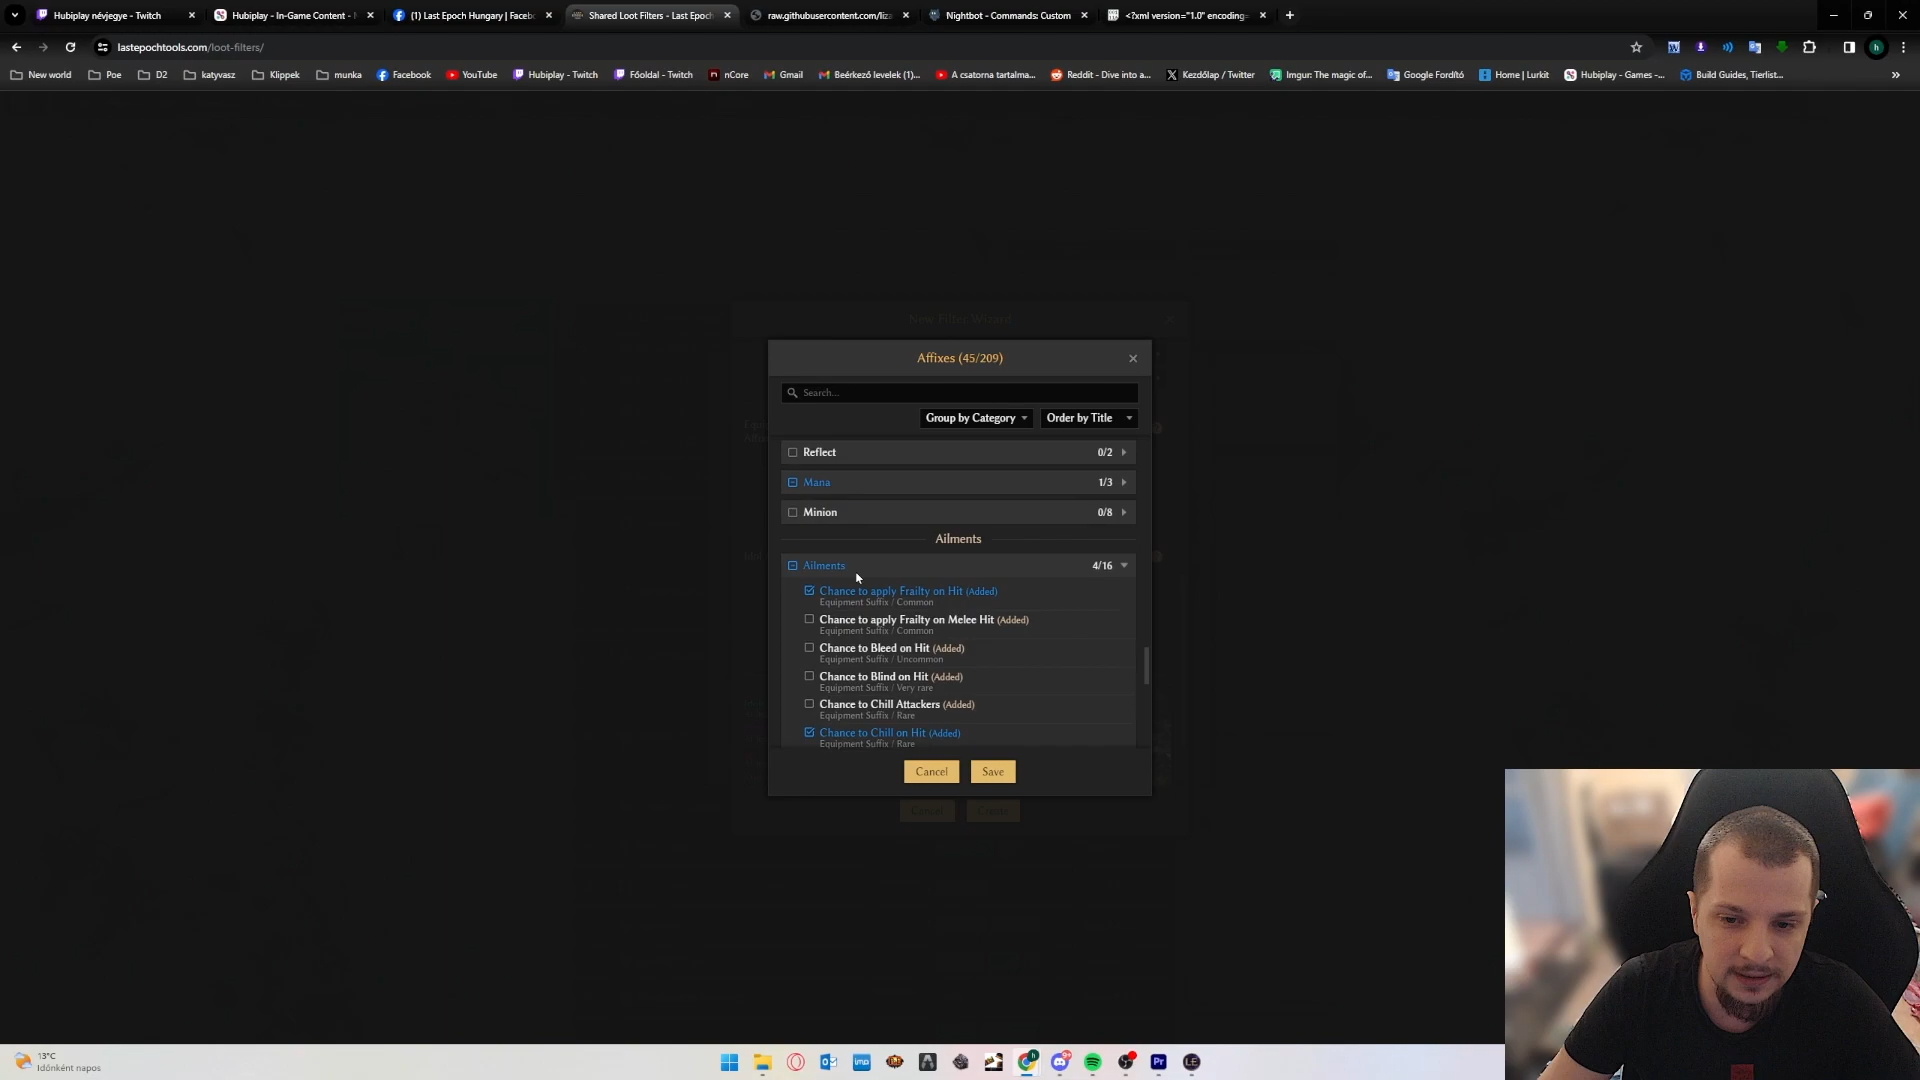 Hubiplay névjegye - Twitch
Hubiplay - In-Game Content -
(1) Last Epoch Hungary | Faceb
Shared Loot Filters - Last Epoch
raw.githubusercontent.com/liza
Nightbot - Commands: Custom
<?xml version="1.0" encoding=
lastepochtools.com/loot-filters/
New world
Poe
D2
katyvasz
Klippek
munka
Facebook
YouTube
Hubiplay - Twitch
Főoldal - Twitch
nCore
Gmail
Beérkező levelek (1)...
A csatorna tartalma...
Reddit - Dive into a...
Kezdőlap / Twitter
Imgur: The magic of...
Google Fordító
Home | Lurkit
Hubiplay - Games -...
Build Guides, Tierlist...
New Filter Wizard
Affixes (45/209)
Search...
Group by Category
Order by Title
Reflect 0/2
Mana 1/3
Minion 0/8
Ailments
Ailments 4/16
Chance to apply Frailty on Hit (Added)
Equipment Suffix / Common
Chance to apply Frailty on Melee Hit (Added)
Equipment Suffix / Common
Chance to Bleed on Hit (Added)
Equipment Suffix / Uncommon
Chance to Blind on Hit (Added)
Equipment Suffix / Very rare
Chance to Chill Attackers (Added)
Equipment Suffix / Rare
Chance to Chill on Hit (Added)
Equipment Suffix / Rare
Cancel Save
Cancel Create
13°C
Időnként napos